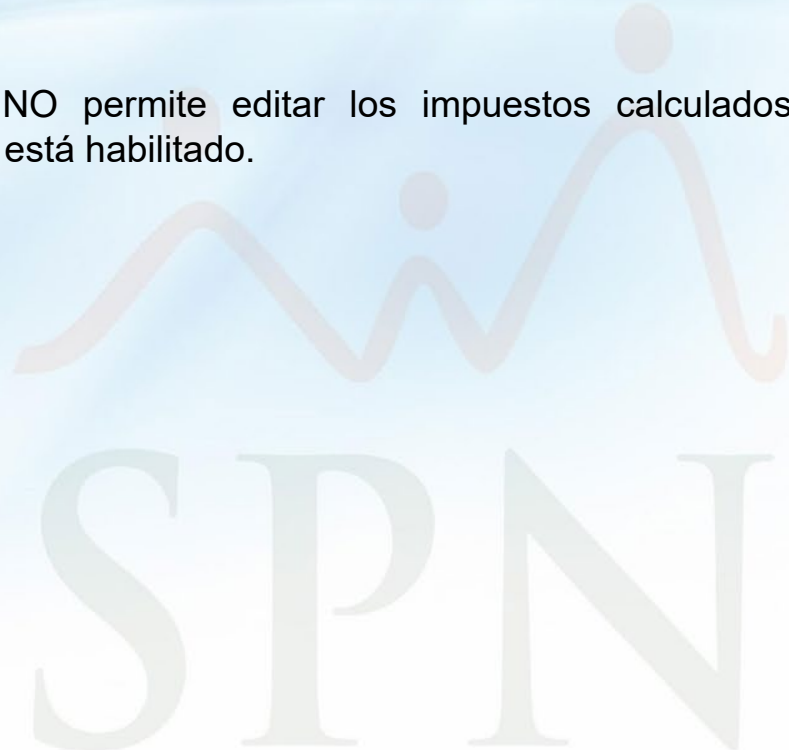 NO permite editar los impuestos calculados
está habilitado.
SPN